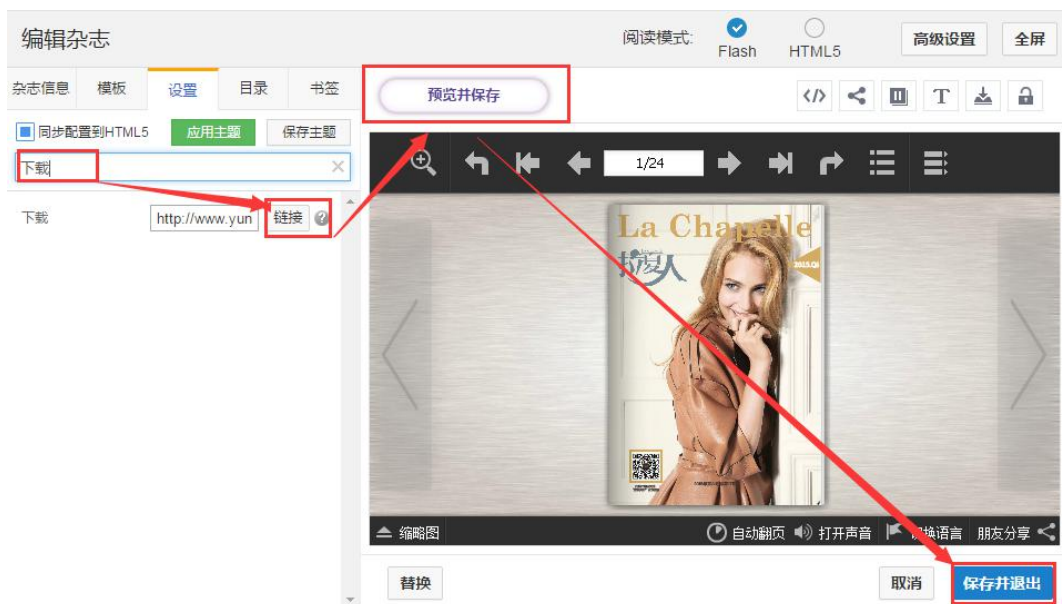 编辑杂志
阅读模式:
Flash
HTML5
高级设置
全屏
杂志信息
模板
设置
目录
书签
预览并保存
</>
T
同步配置到HTML5
应用主题
保存主题
下载
下载
http://www.yun
链接
1/24
La Chapelle
拉夏人
2015.Q1
缩略图
自动翻页
打开声音
切换语言
朋友分享
替换
取消
保存并退出